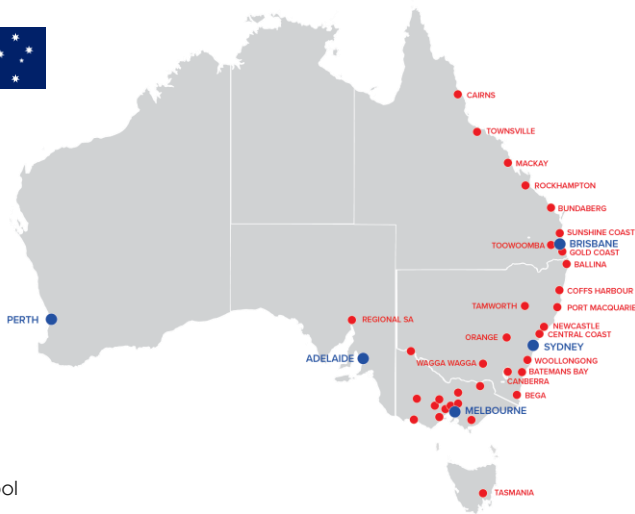 CAIRNS
TOWNSVILLE
MACKAY
ROCKHAMPTON
BUNDABERG
SUNSHINE COAST
TOOWOOMBA
BRISBANE
GOLD COAST
BALLINA
COFFS HARBOUR
TAMWORTH
PORT MACQUARIE
PERTH
REGIONAL SA
NEWCASTLE
CENTRAL COAST
ORANGE
SYDNEY
ADELAIDE
WAGGA WAGGA
WOOLLONGONG
BATEMANS BAY
CANBERRA
BEGA
MELBOURNE
ool
TASMANIA